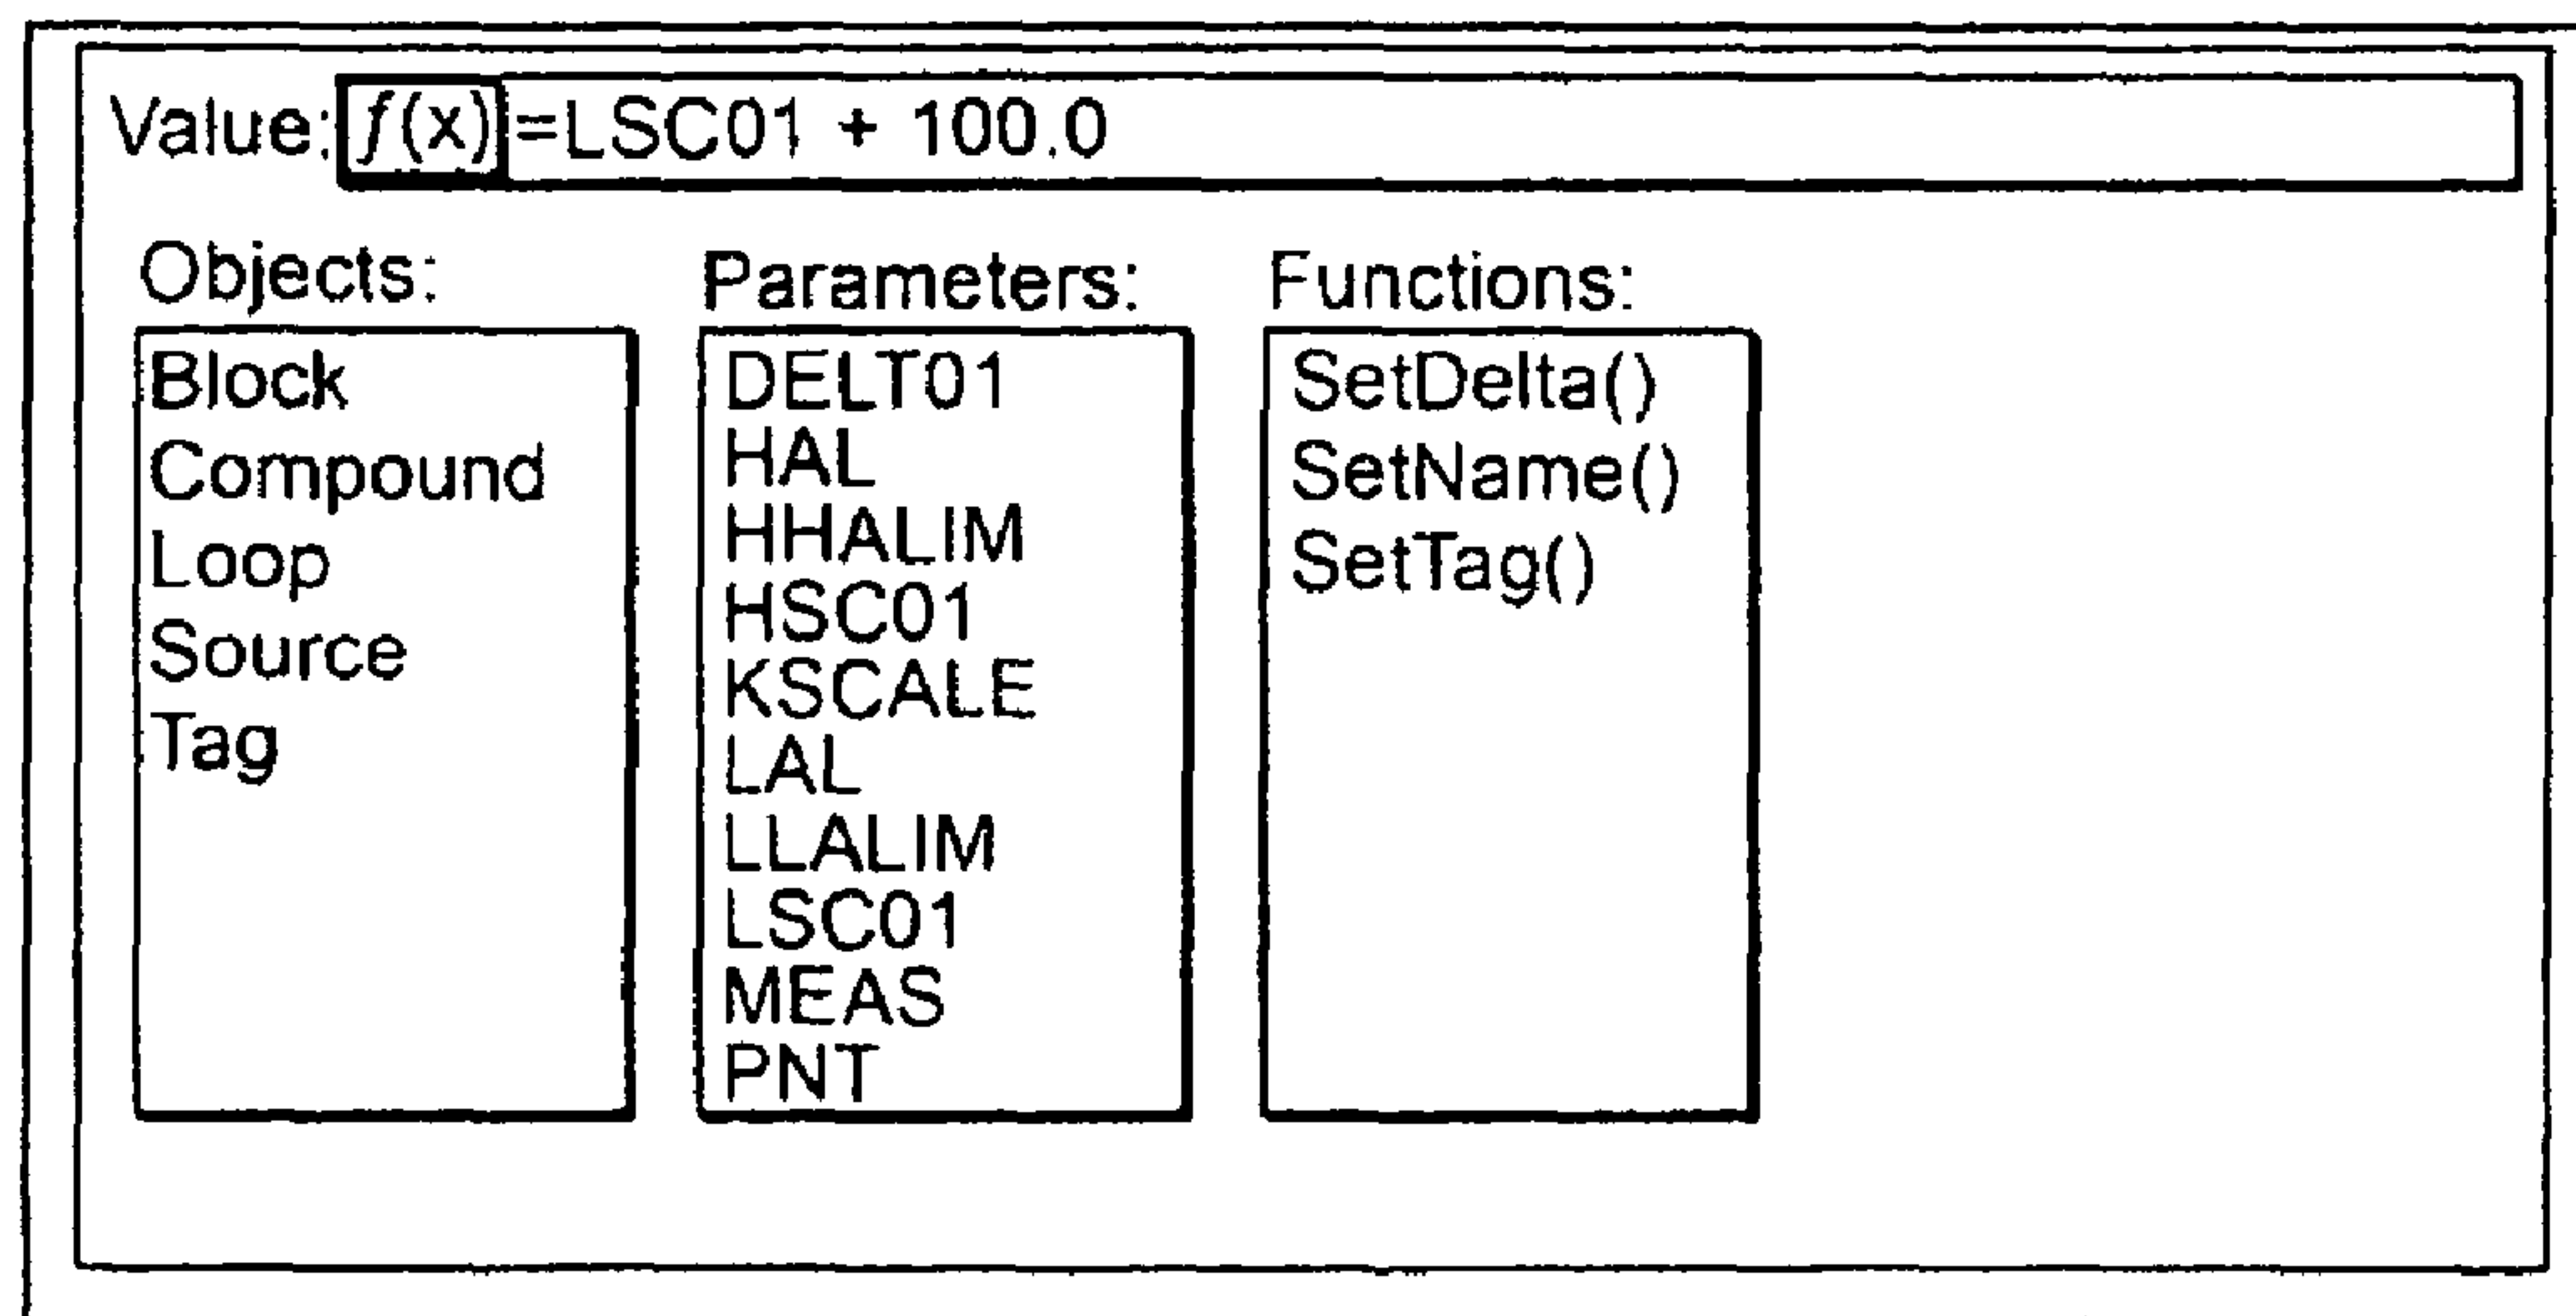 Value: f(x) =LSC01 + 100.0
Objects:
Block
Compound
Loop
Source
Tag
Parameters:
DELT01
HAL
HHALIM
HSC01
KSCALE
LAL
LLALIM
LSC01
MEAS
PNT
Functions:
SetDelta()
SetName()
SetTag()